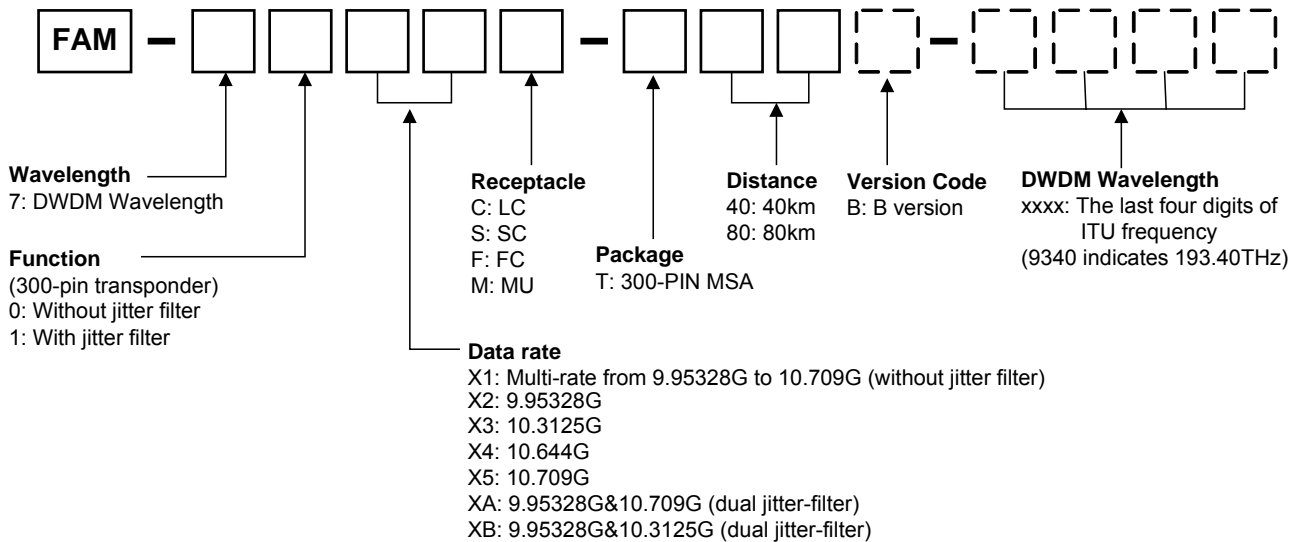 FAM
Wavelength
7: DWDM Wavelength
Function
(300-pin transponder)
0: Without jitter filter
1: With jitter filter
Receptacle
C: LC
S: SC
F: FC
M: MU
Package
T: 300-PIN MSA
Distance
40: 40km
80: 80km
Version Code
B: B version
DWDM Wavelength
xxxx: The last four digits of
ITU frequency
(9340 indicates 193.40THz)
Data rate
X1: Multi-rate from 9.95328G to 10.709G (without jitter filter)
X2: 9.95328G
X3: 10.3125G
X4: 10.644G
X5: 10.709G
XA: 9.95328G&10.709G (dual jitter-filter)
XB: 9.95328G&10.3125G (dual jitter-filter)